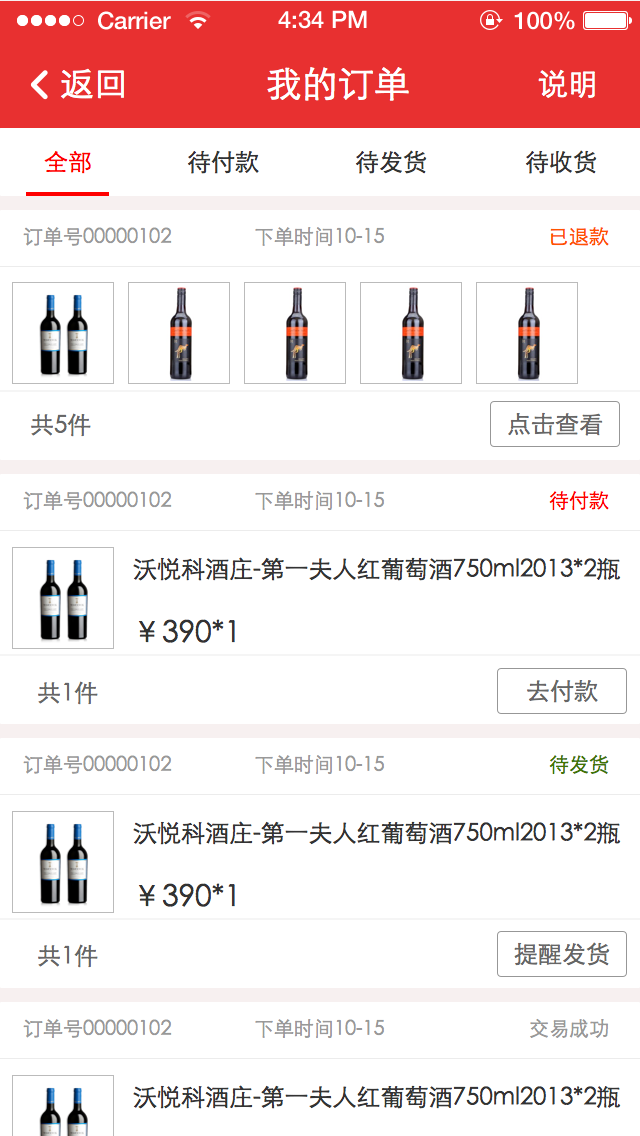 Carrier 4:34 PM 100%
返回 我的订单 说明
全部 待付款 待发货 待收货
订单号00000102 下单时间10-15 已退款
共5件 点击查看
订单号00000102 下单时间10-15 待付款
沃悦科酒庄-第一夫人红葡萄酒750ml2013*2瓶
￥390*1
共1件 去付款
订单号00000102 下单时间10-15 待发货
沃悦科酒庄-第一夫人红葡萄酒750ml2013*2瓶
￥390*1
共1件 提醒发货
订单号00000102 下单时间10-15 交易成功
沃悦科酒庄-第一夫人红葡萄酒750ml2013*2瓶